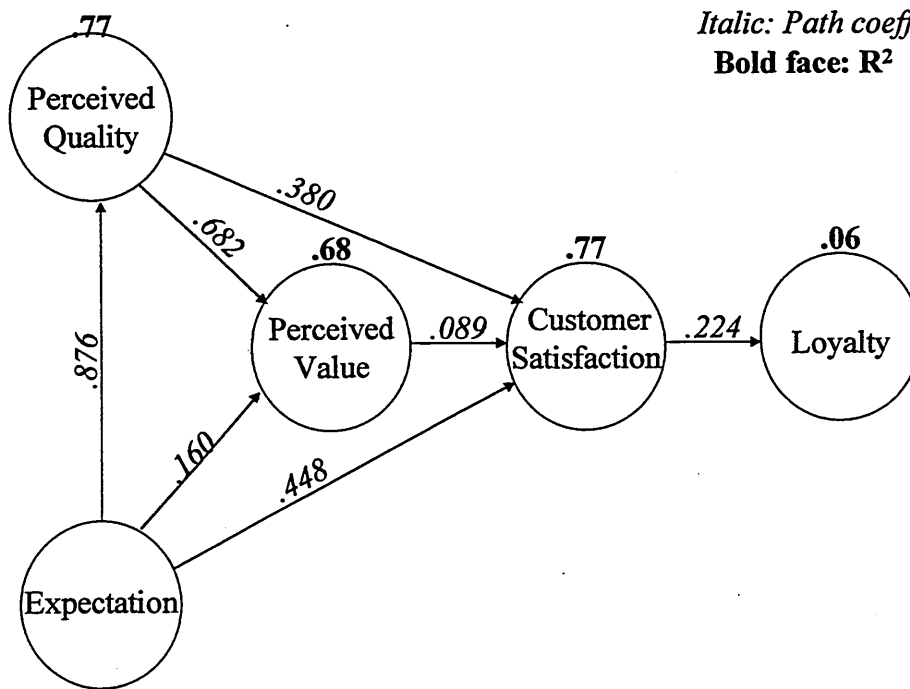 Italic: Path coeff
Bold face: R²
.77
Perceived
Quality
.380
.682
.68
.77
.06
Perceived
Value
.089
Customer
Satisfaction
.224
Loyalty
.876
.160
.448
Expectation